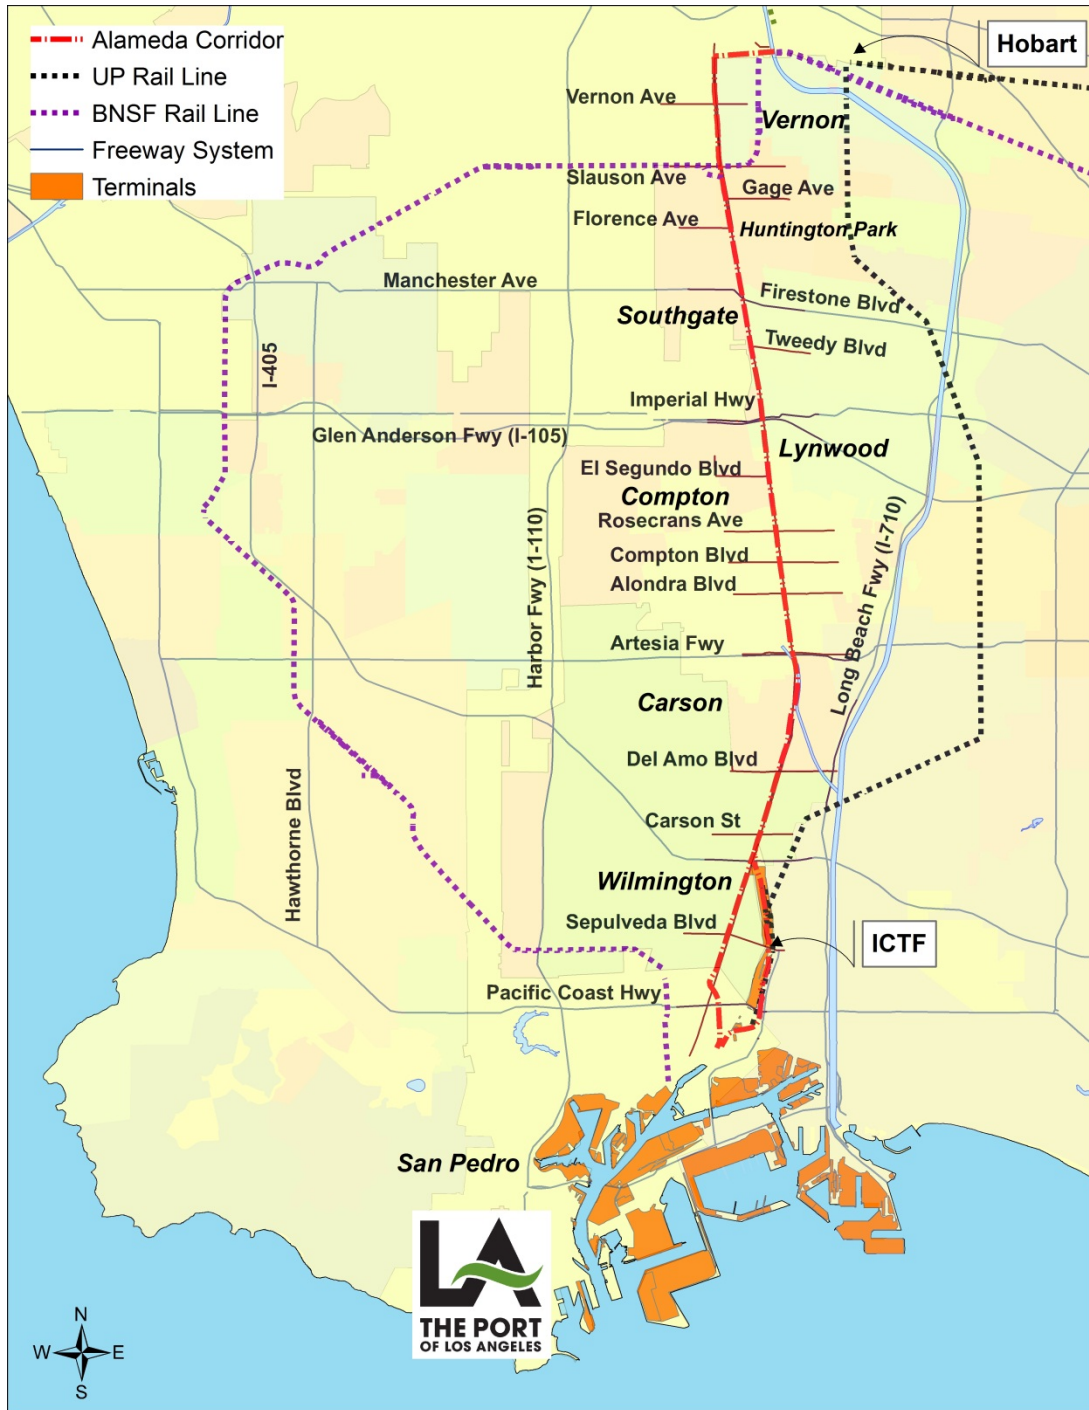 Alameda Corridor
UP Rail Line
BNSF Rail Line
Freeway System
Terminals
Hobart
Vernon Ave
Vernon
Slauson Ave
Gage Ave
Florence Ave
Huntington Park
Manchester Ave
Firestone Blvd
Southgate
Tweedy Blvd
I-405
Imperial Hwy
Glen Anderson Fwy (I-105)
Lynwood
El Segundo Blvd
Compton
Rosecrans Ave
Compton Blvd
Alondra Blvd
Harbor Fwy (1-110)
Long Beach Fwy (I-710)
Artesia Fwy
Carson
Del Amo Blvd
Hawthorne Blvd
Carson St
Wilmington
Sepulveda Blvd
ICTF
Pacific Coast Hwy
San Pedro
LA
THE PORT
OF LOS ANGELES
N
W E
S